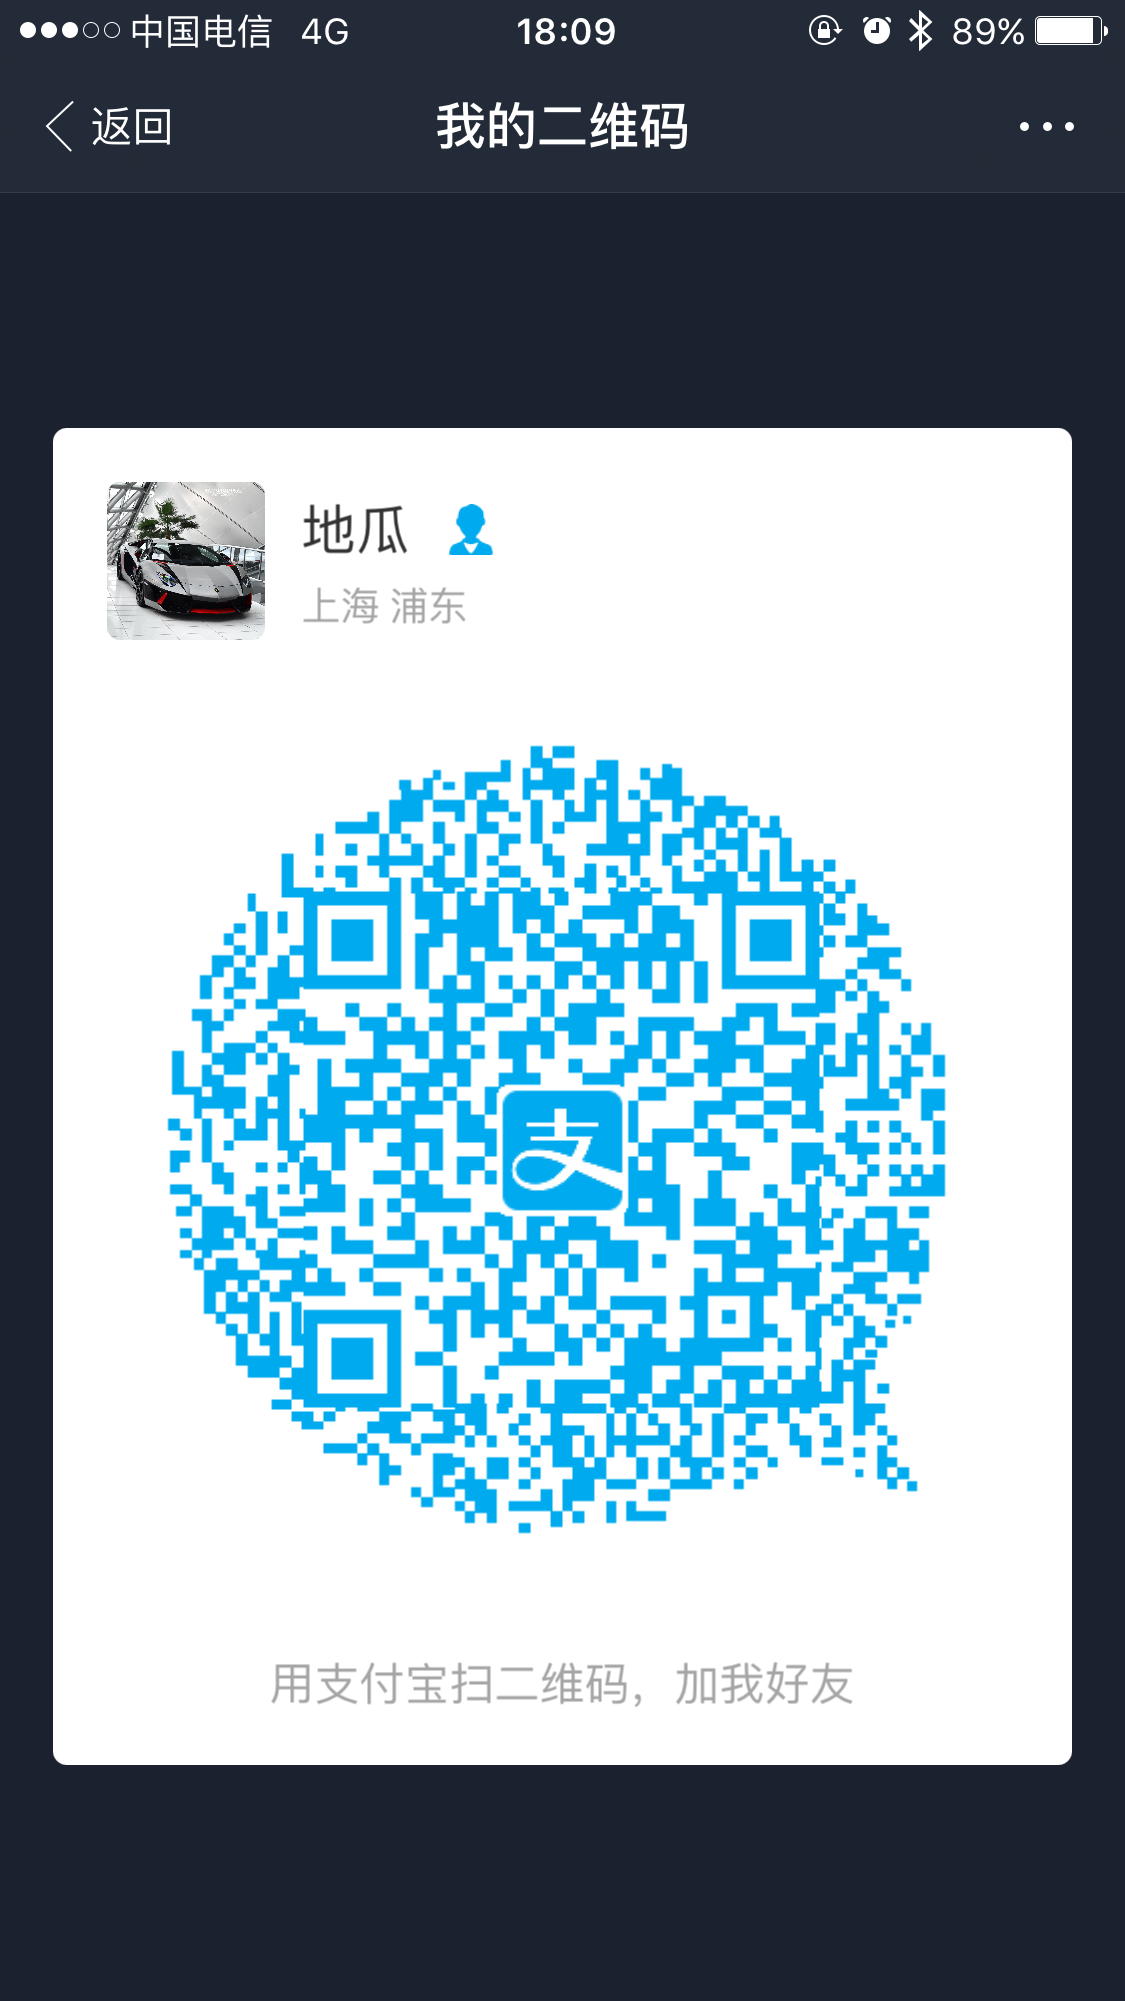 中国电信 4G 18:09 89%
返回 我的二维码
地瓜
上海 浦东
支
用支付宝扫二维码，加我好友